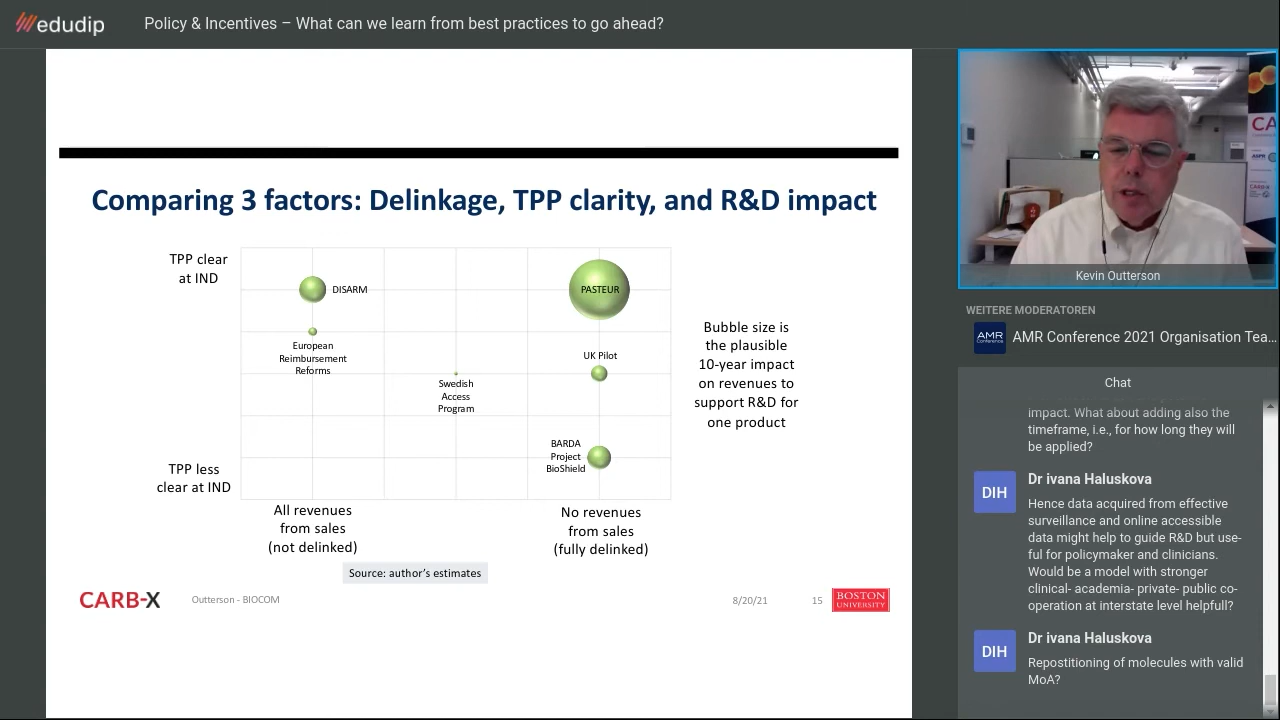 edudip
Policy & Incentives – What can we learn from best practices to go ahead?
Comparing 3 factors: Delinkage, TPP clarity, and R&D impact
TPP clear
at IND
DISARM
European
Reimbursement
Reforms
Swedish
Access
Program
PASTEUR
UK Pilot
BARDA
Project
BioShield
TPP less
clear at IND
All revenues
from sales
(not delinked)
No revenues
from sales
(fully delinked)
Bubble size is
the plausible
10-year impact
on revenues to
support R&D for
one product
Source: author's estimates
CARB-X
Outterson - BIOCOM
8/20/21
15
BOSTON
UNIVERSITY
CA
ASPR
CARB-X
Kevin Outterson
WEITERE MODERATOREN
AMR
Conference
AMR Conference 2021 Organisation Tea...
Chat
impact. What about adding also the
timeframe, i.e., for how long they will
be applied?
DIH
Dr ivana Haluskova
Hence data acquired from effective
surveillance and online accessible
data might help to guide R&D but use-
ful for policymaker and clinicians.
Would be a model with stronger
clinical- academia- private- public co-
operation at interstate level helpfull?
DIH
Dr ivana Haluskova
Repostitioning of molecules with valid
MoA?